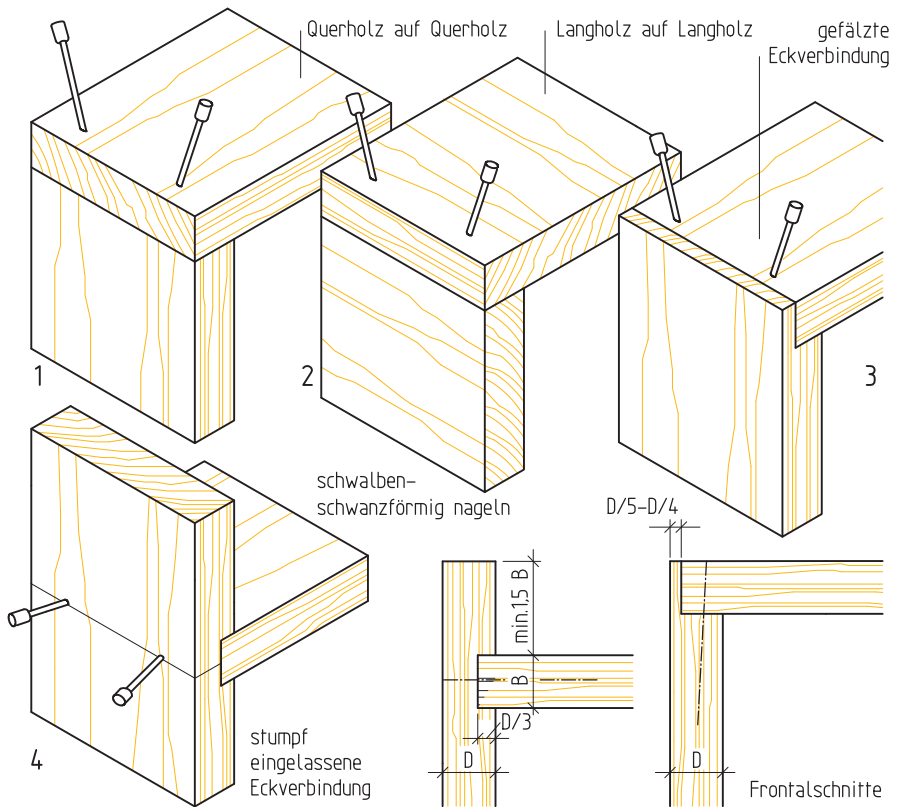 Querholz auf Querholz
Langholz auf Langholz
gefälzte
Eckverbindung
1
2
3
schwalben-
schwanzförmig nageln
D/5-D/4
min.1,5 B
B
D/3
D
D
4
stumpf
eingelassene
Eckverbindung
Frontalschnitte